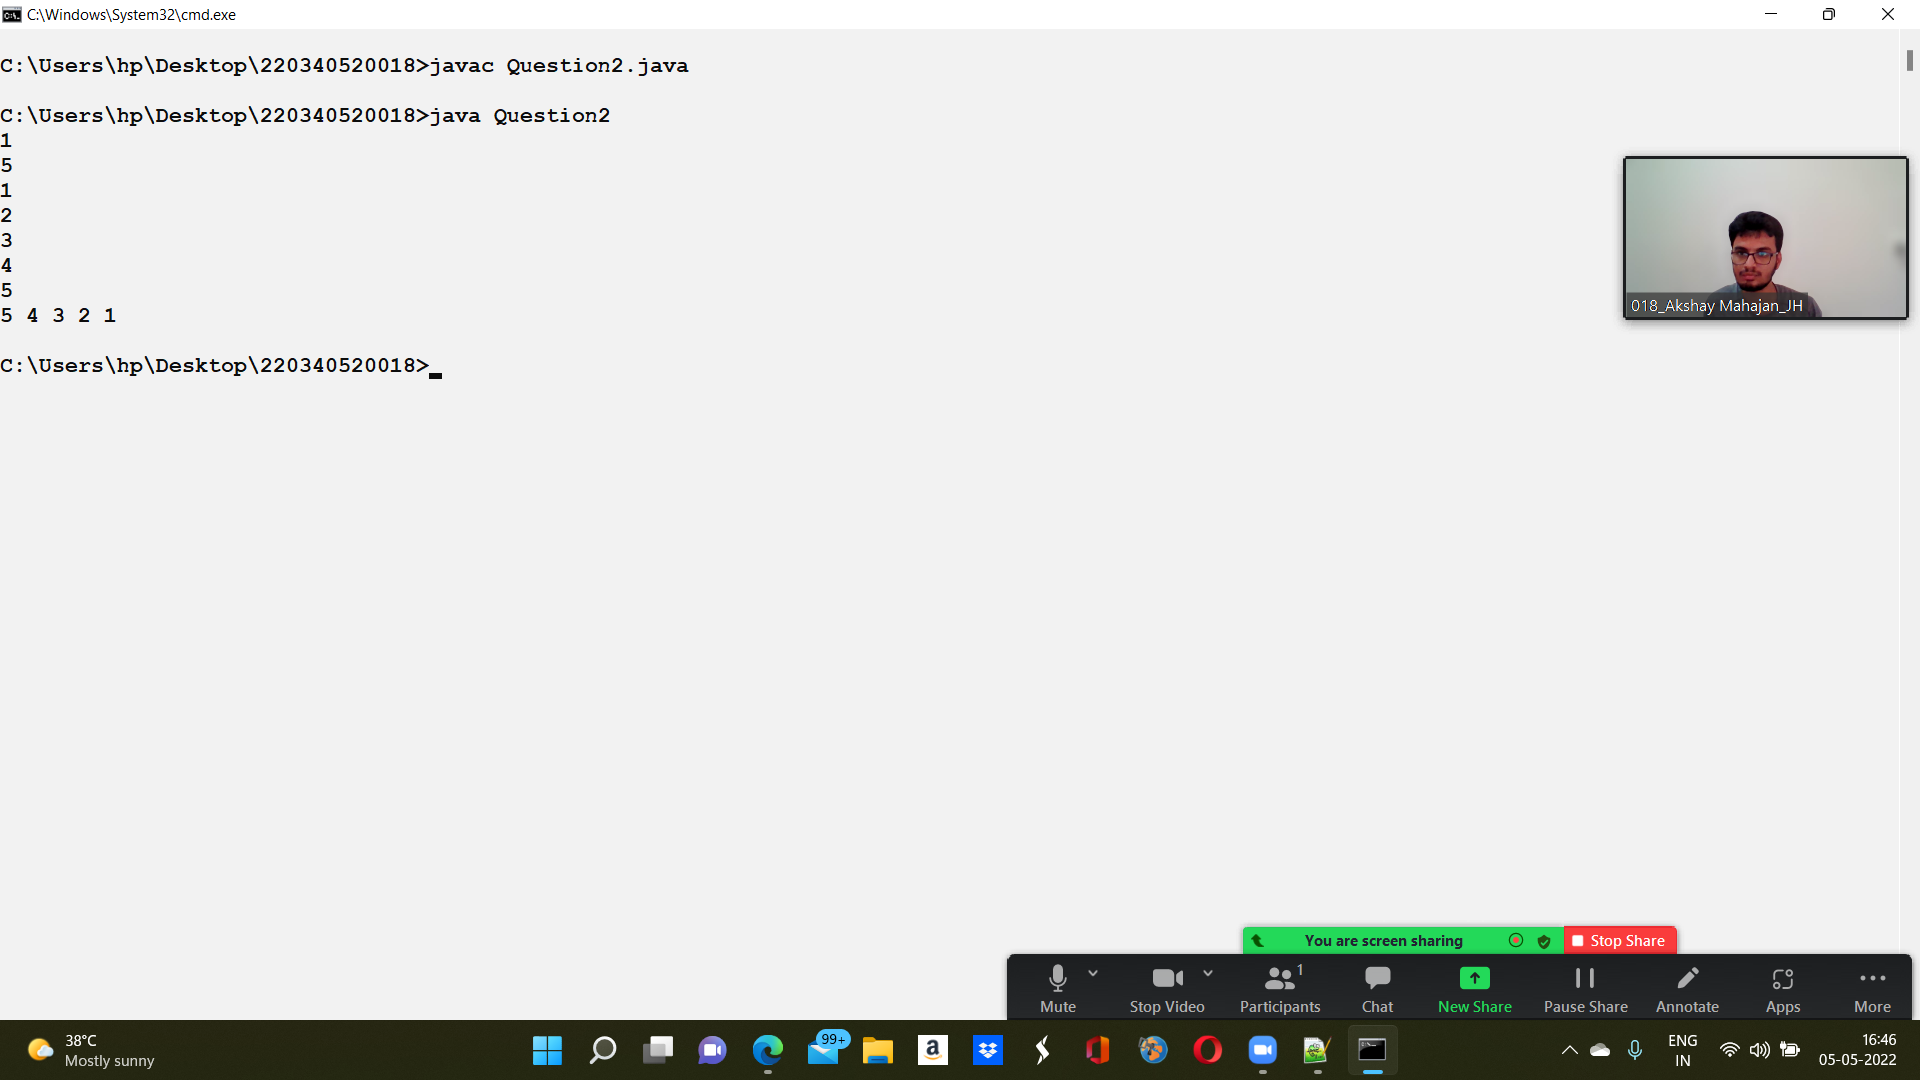 C:\Windows\System32\cmd.exe
C:\Users\hp\Desktop\220340520018>javac Question2.java
C:\Users\hp\Desktop\220340520018>java Question2
1
5
1
2
3
4
5
5 4 3 2 1
C:\Users\hp\Desktop\220340520018>
018_Akshay Mahajan_JH
You are screen sharing
Stop Share
1
Mute
Stop Video
Participants
Chat
New Share
Pause Share
Annotate
Apps
More
38°C
Mostly sunny
99+
a
ENG
IN
16:46
05-05-2022